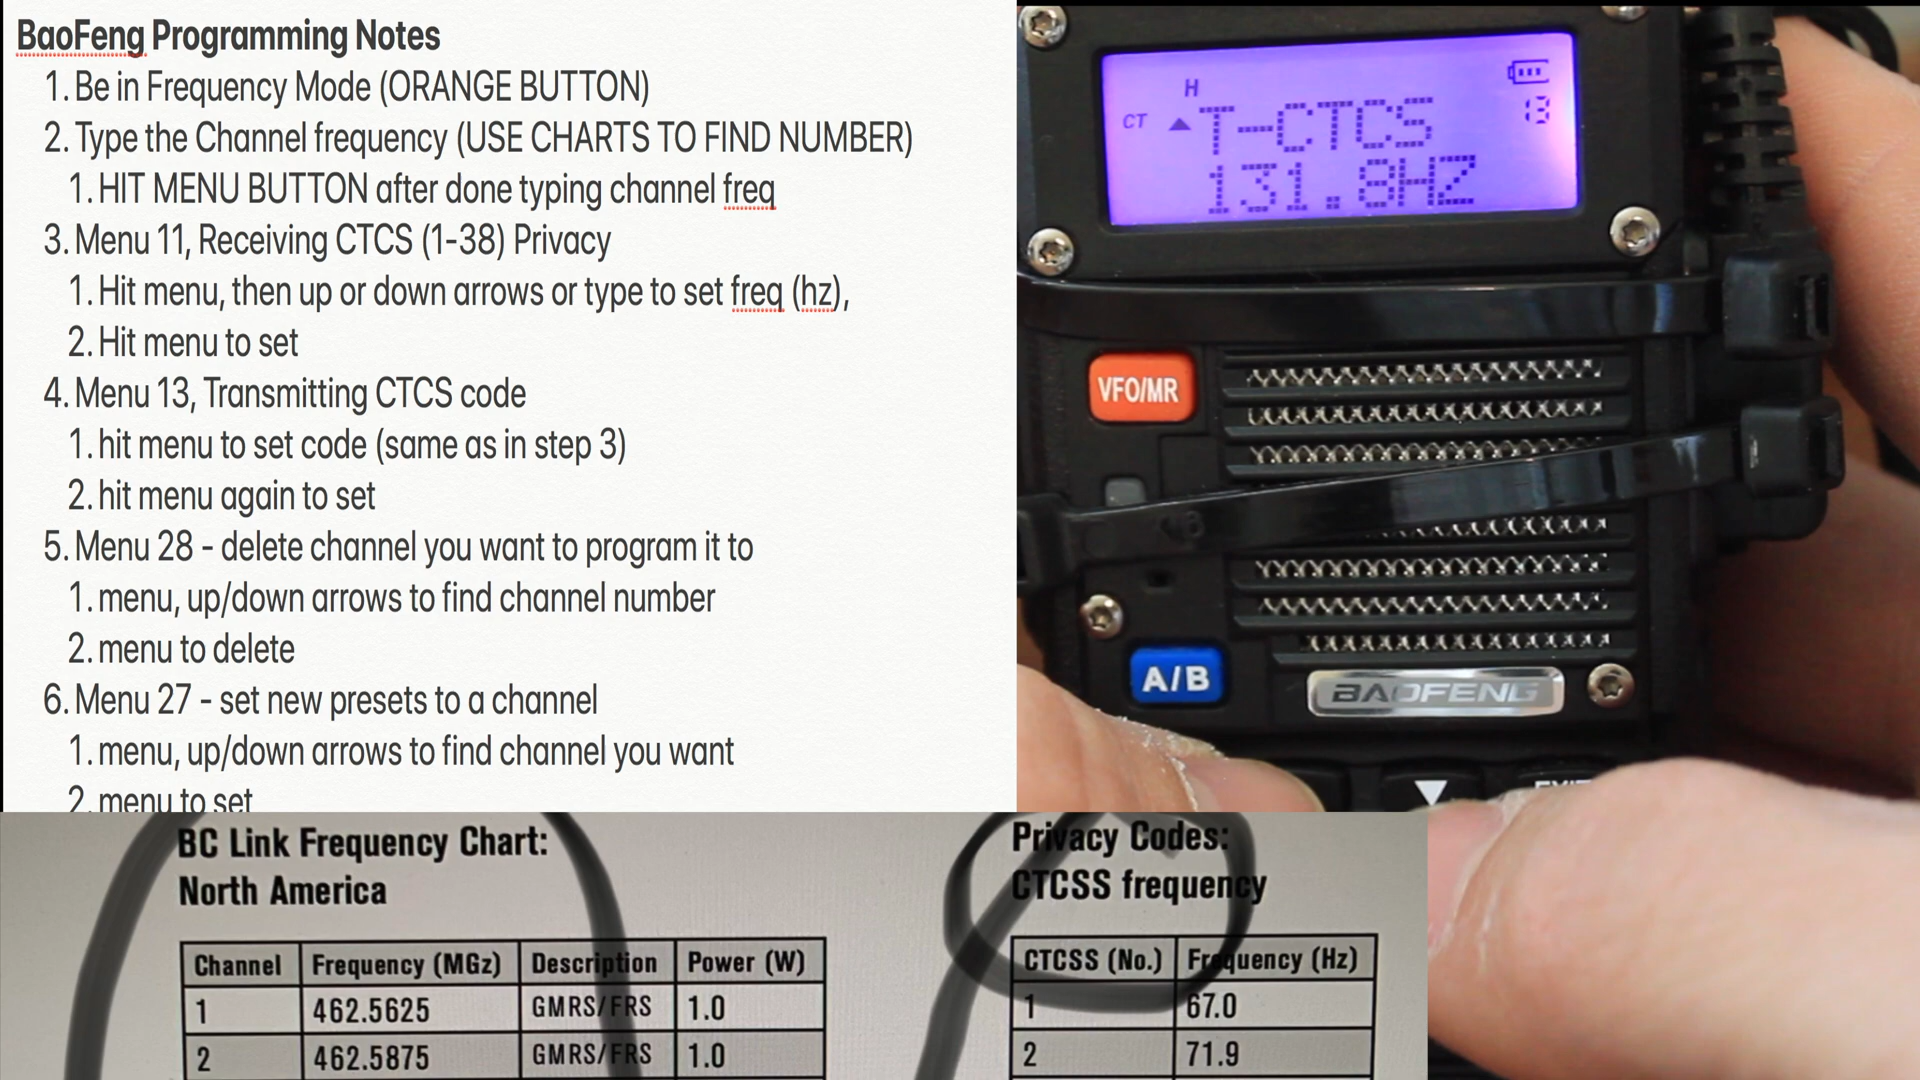 BaoFeng Programming Notes
1. Be in Frequency Mode (ORANGE BUTTON)
2. Type the Channel frequency (USE CHARTS TO FIND NUMBER)
1. HIT MENU BUTTON after done typing channel freq
3. Menu 11, Receiving CTCS (1-38) Privacy
1. Hit menu, then up or down arrows or type to set freq (hz),
2. Hit menu to set
4. Menu 13, Transmitting CTCS code
1. hit menu to set code (same as in step 3)
2. hit menu again to set
5. Menu 28 - delete channel you want to program it to
1. menu, up/down arrows to find channel number
2. menu to delete
6. Menu 27 - set new presets to a channel
1. menu, up/down arrows to find channel you want
2. menu to set
H
CT T-CTCS 13
131.8HZ
VFO/MR
A/B
BAOFENG
EXIT
BC Link Frequency Chart:
North America
Channel Frequency (MGz) Description Power (W)
1 462.5625 GMRS/FRS 1.0
2 462.5875 GMRS/FRS 1.0
Privacy Codes:
CTCSS frequency
CTCSS (No.) Frequency (Hz)
1 67.0
2 71.9